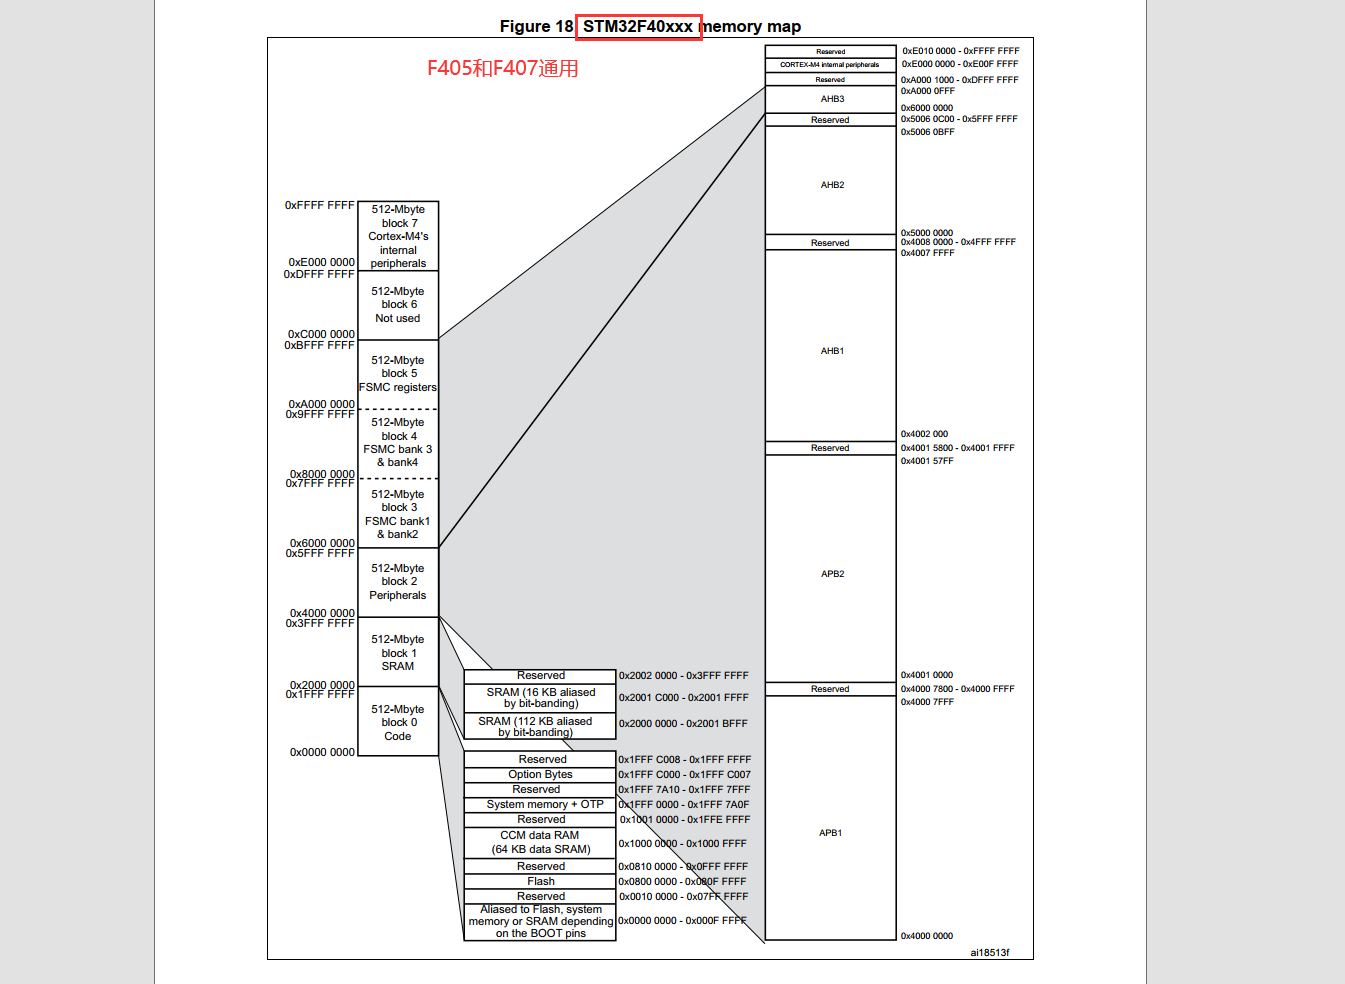 Figure 18 STM32F40xxx memory map
F405和F407通用
0xFFFF FFFF
512-Mbyte
block 7
Cortex-M4's
internal
peripherals
0xE000 0000
0xDFFF FFFF
512-Mbyte
block 6
Not used
0xC000 0000
0xBFFF FFFF
512-Mbyte
block 5
FSMC registers
0xA000 0000
0x9FFF FFFF
512-Mbyte
block 4
FSMC bank 3
& bank4
0x8000 0000
0x7FFF FFFF
512-Mbyte
block 3
FSMC bank1
& bank2
0x6000 0000
0x5FFF FFFF
512-Mbyte
block 2
Peripherals
0x4000 0000
0x3FFF FFFF
512-Mbyte
block 1
SRAM
0x2000 0000
0x1FFF FFFF
512-Mbyte
block 0
Code
0x0000 0000
Reserved 0x2002 0000 - 0x3FFF FFFF
SRAM (16 KB aliased
by bit-banding)
0x2001 C000 - 0x2001 FFFF
SRAM (112 KB aliased
by bit-banding)
0x2000 0000 - 0x2001 BFFF
Reserved 0x1FFF C008 - 0x1FFF FFFF
Option Bytes 0x1FFF C000 - 0x1FFF C007
Reserved 0x1FFF 7A10 - 0x1FFF 7FFF
System memory + OTP 0x1FFF 0000 - 0x1FFF 7A0F
Reserved 0x1001 0000 - 0x1FFE FFFF
CCM data RAM
(64 KB data SRAM)
0x1000 0000 - 0x1000 FFFF
Reserved 0x0810 0000 - 0x0FFF FFFF
Flash 0x0800 0000 - 0x080F FFFF
Reserved 0x0010 0000 - 0x07FF FFFF
Aliased to Flash, system
memory or SRAM depending
on the BOOT pins
0x0000 0000 - 0x000F FFFF
Reserved 0xE010 0000 - 0xFFFF FFFF
CORTEX-M4 internal peripherals 0xE000 0000 - 0xE00F FFFF
Reserved 0xA000 1000 - 0xDFFF FFFF
0xA000 0FFF
AHB3
0x6000 0000
Reserved 0x5006 0C00 - 0x5FFF FFFF
0x5006 0BFF
AHB2
0x5000 0000
Reserved 0x4008 0000 - 0x4FFF FFFF
0x4007 FFFF
AHB1
0x4002 000
Reserved 0x4001 5800 - 0x4001 FFFF
0x4001 57FF
APB2
0x4001 0000
Reserved 0x4000 7800 - 0x4000 FFFF
0x4000 7FFF
APB1
0x4000 0000
ai18513f